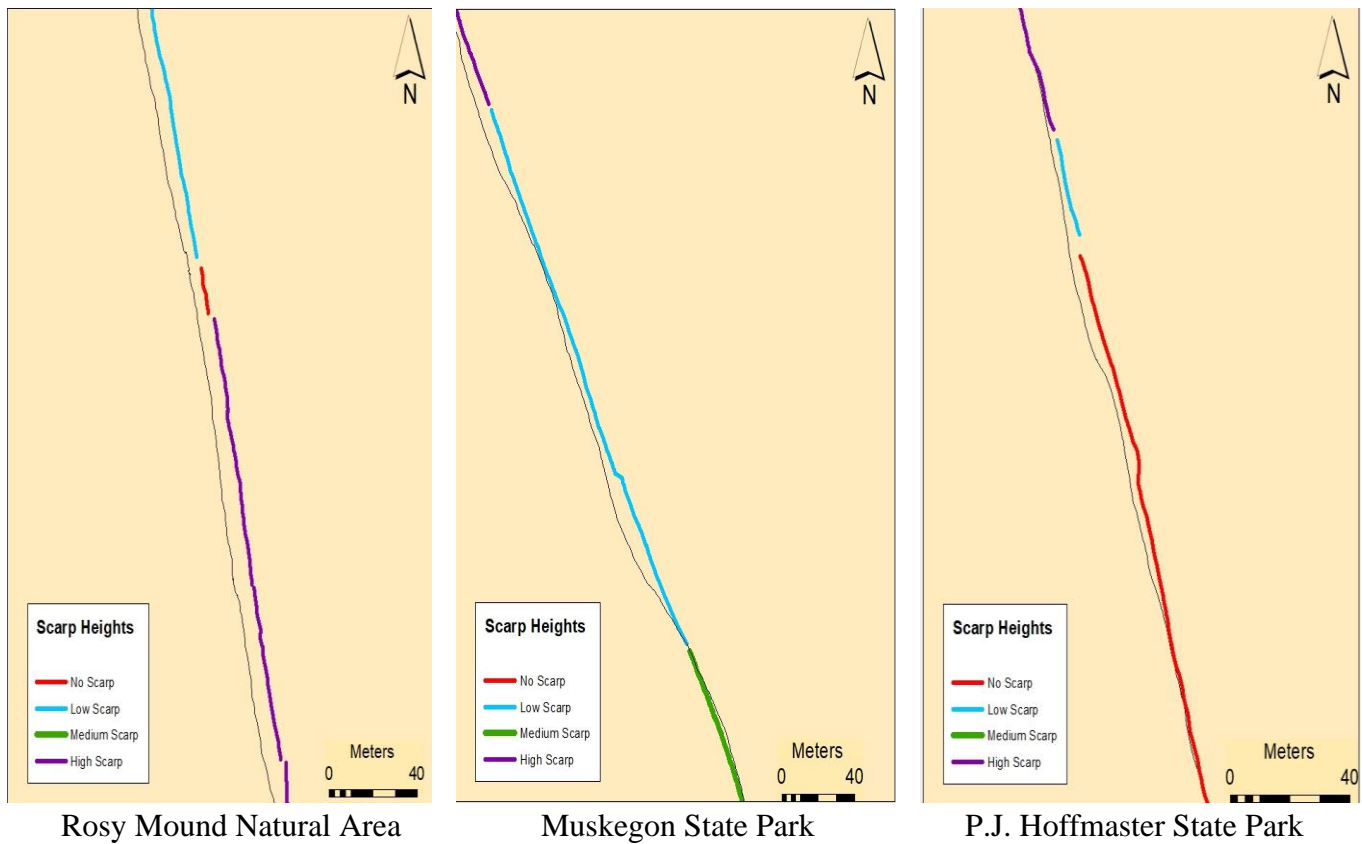 N
Scarp Heights
No Scarp
Low Scarp
Medium Scarp
High Scarp
Meters
0 40
Rosy Mound Natural Area
N
Scarp Heights
No Scarp
Low Scarp
Medium Scarp
High Scarp
Meters
0 40
Muskegon State Park
N
Scarp Heights
No Scarp
Low Scarp
Medium Scarp
High Scarp
Meters
0 40
P.J. Hoffmaster State Park